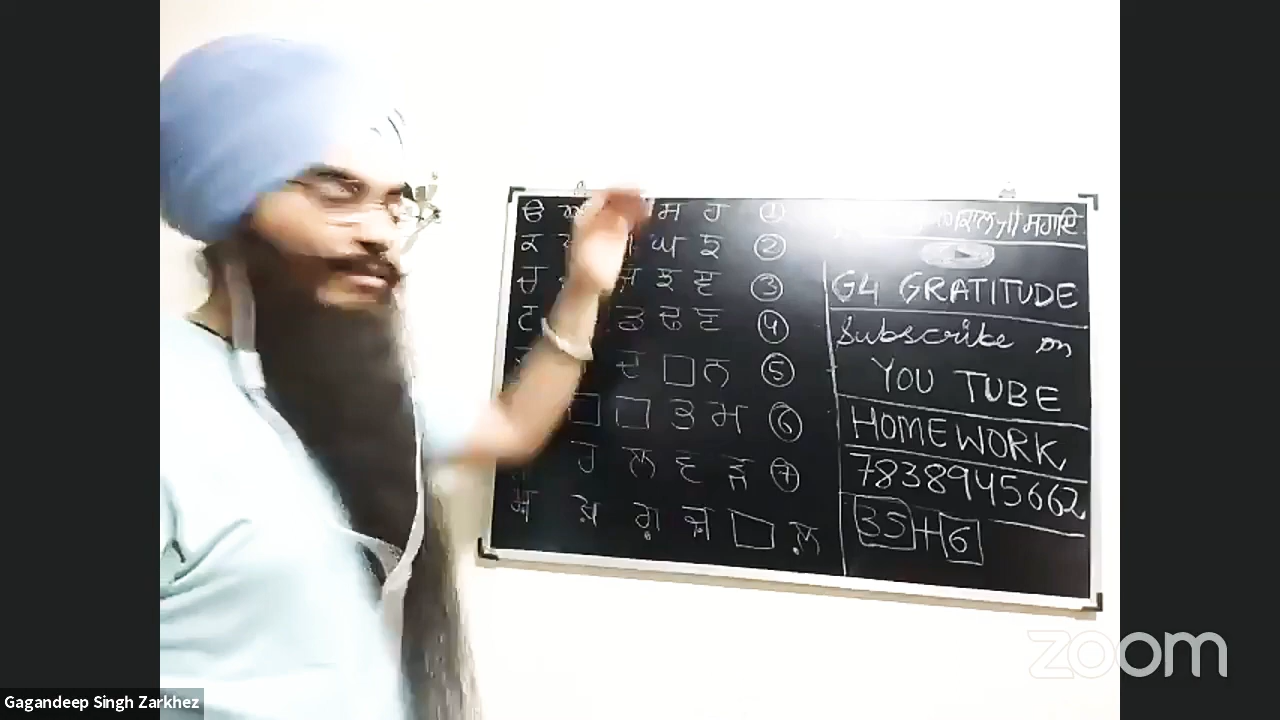 ੳ ਅ ਸ ਹ ①
ਕ ਘ ਙ ②
ਚ ਜ ਝ ਞ ③
ਟ ਡ ਢ ਣ ④
ਦ □ ਨ ⑤
□ □ ਭ ਮ ⑥
ਰ ਲ ਵ ੜ ⑦
ਸ਼ ਖ਼ ਗ਼ ਜ਼ □ ਲ਼
ਸਹਾਇ
G4 GRATITUDE
Subscribe on
YOU TUBE
HOMEWORK
7838945662
35+6
zoom
Gagandeep Singh Zarkhez